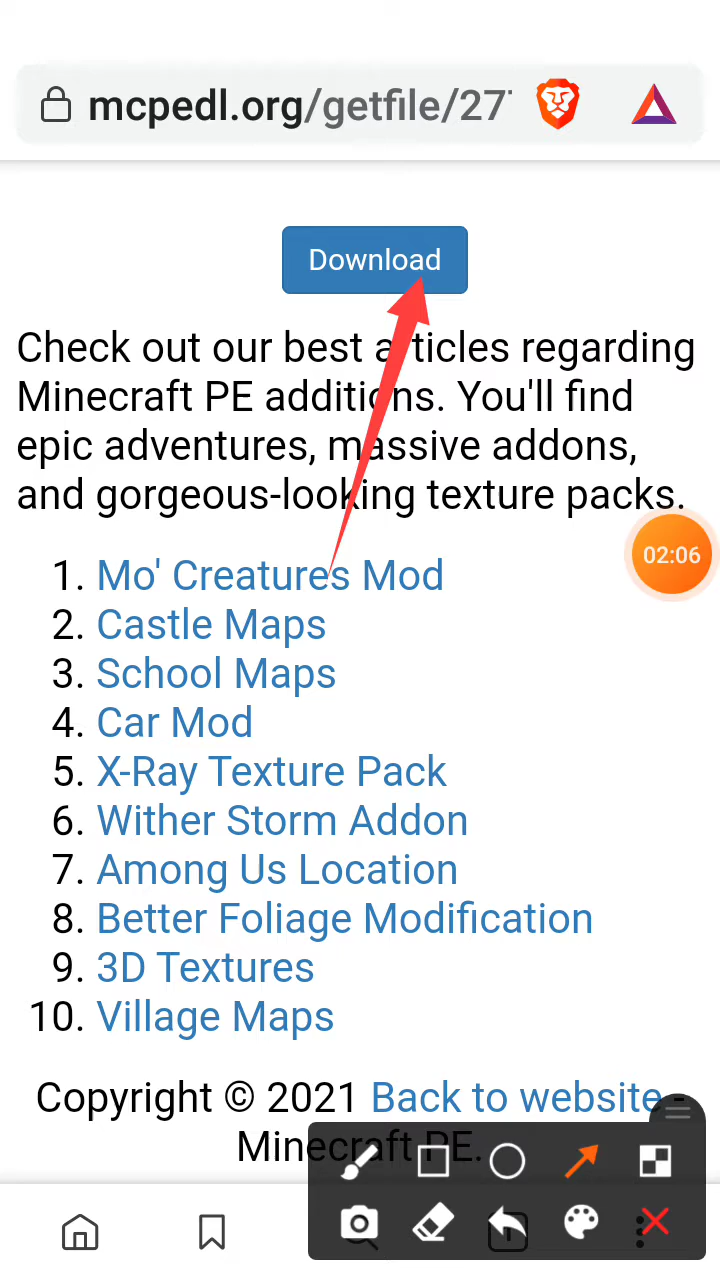 mcpedl.org/getfile/27
Download
Check out our best articles regarding
Minecraft PE additions. You'll find
epic adventures, massive addons,
and gorgeous-looking texture packs.
02:06
1. Mo' Creatures Mod
2. Castle Maps
3. School Maps
4. Car Mod
5. X-Ray Texture Pack
6. Wither Storm Addon
7. Among Us Location
8. Better Foliage Modification
9. 3D Textures
10. Village Maps
Copyright © 2021 Back to website -
Minecraft PE.